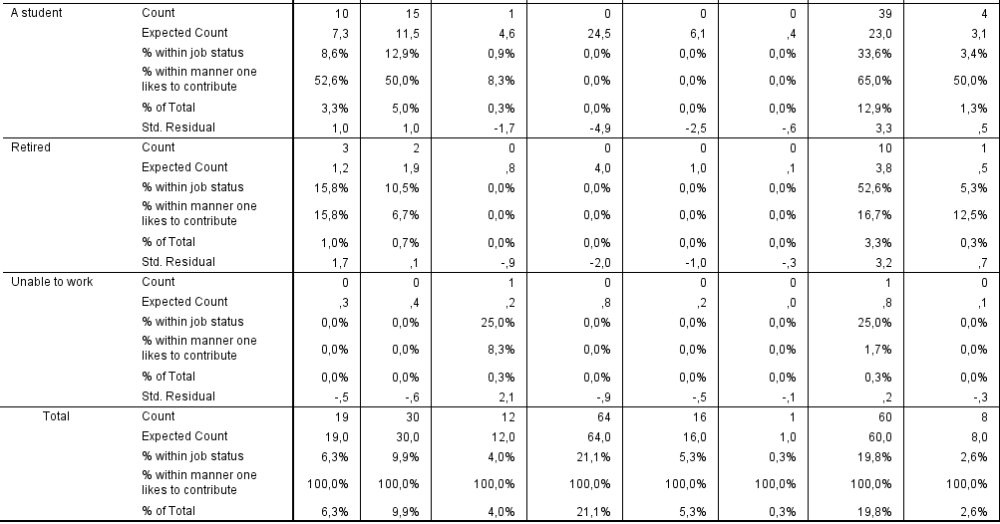 A student Count 10 15 1 0 0 0 39 4
Expected Count 7,3 11,5 4,6 24,5 6,1 ,4 23,0 3,1
% within job status 8,6% 12,9% 0,9% 0,0% 0,0% 0,0% 33,6% 3,4%
% within manner one
likes to contribute 52,6% 50,0% 8,3% 0,0% 0,0% 0,0% 65,0% 50,0%
% of Total 3,3% 5,0% 0,3% 0,0% 0,0% 0,0% 12,9% 1,3%
Std. Residual 1,0 1,0 -1,7 -4,9 -2,5 -,6 3,3 ,5
Retired Count 3 2 0 0 0 0 10 1
Expected Count 1,2 1,9 ,8 4,0 1,0 ,1 3,8 ,5
% within job status 15,8% 10,5% 0,0% 0,0% 0,0% 0,0% 52,6% 5,3%
% within manner one
likes to contribute 15,8% 6,7% 0,0% 0,0% 0,0% 0,0% 16,7% 12,5%
% of Total 1,0% 0,7% 0,0% 0,0% 0,0% 0,0% 3,3% 0,3%
Std. Residual 1,7 ,1 -,9 -2,0 -1,0 -,3 3,2 ,7
Unable to work Count 0 0 1 0 0 0 1 0
Expected Count ,3 ,4 ,2 ,8 ,2 ,0 ,8 ,1
% within job status 0,0% 0,0% 25,0% 0,0% 0,0% 0,0% 25,0% 0,0%
% within manner one
likes to contribute 0,0% 0,0% 8,3% 0,0% 0,0% 0,0% 1,7% 0,0%
% of Total 0,0% 0,0% 0,3% 0,0% 0,0% 0,0% 0,3% 0,0%
Std. Residual -,5 -,6 2,1 -,9 -,5 -,1 ,2 -,3
Total Count 19 30 12 64 16 1 60 8
Expected Count 19,0 30,0 12,0 64,0 16,0 1,0 60,0 8,0
% within job status 6,3% 9,9% 4,0% 21,1% 5,3% 0,3% 19,8% 2,6%
% within manner one
likes to contribute 100,0% 100,0% 100,0% 100,0% 100,0% 100,0% 100,0% 100,0%
% of Total 6,3% 9,9% 4,0% 21,1% 5,3% 0,3% 19,8% 2,6%